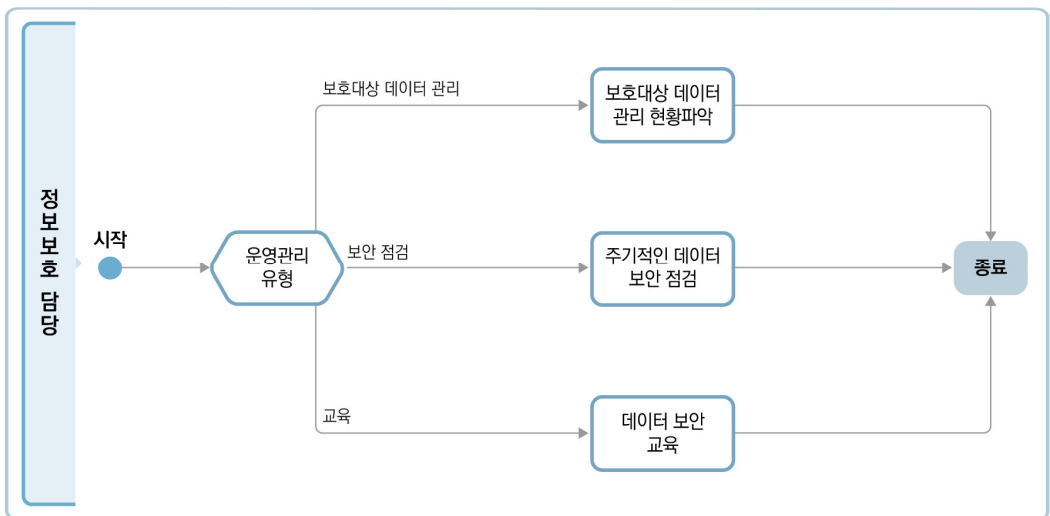 정보보호 담당
시작
운영관리
유형
보호대상 데이터 관리
보호대상 데이터
관리 현황파악
보안 점검
주기적인 데이터
보안 점검
교육
데이터 보안
교육
종료